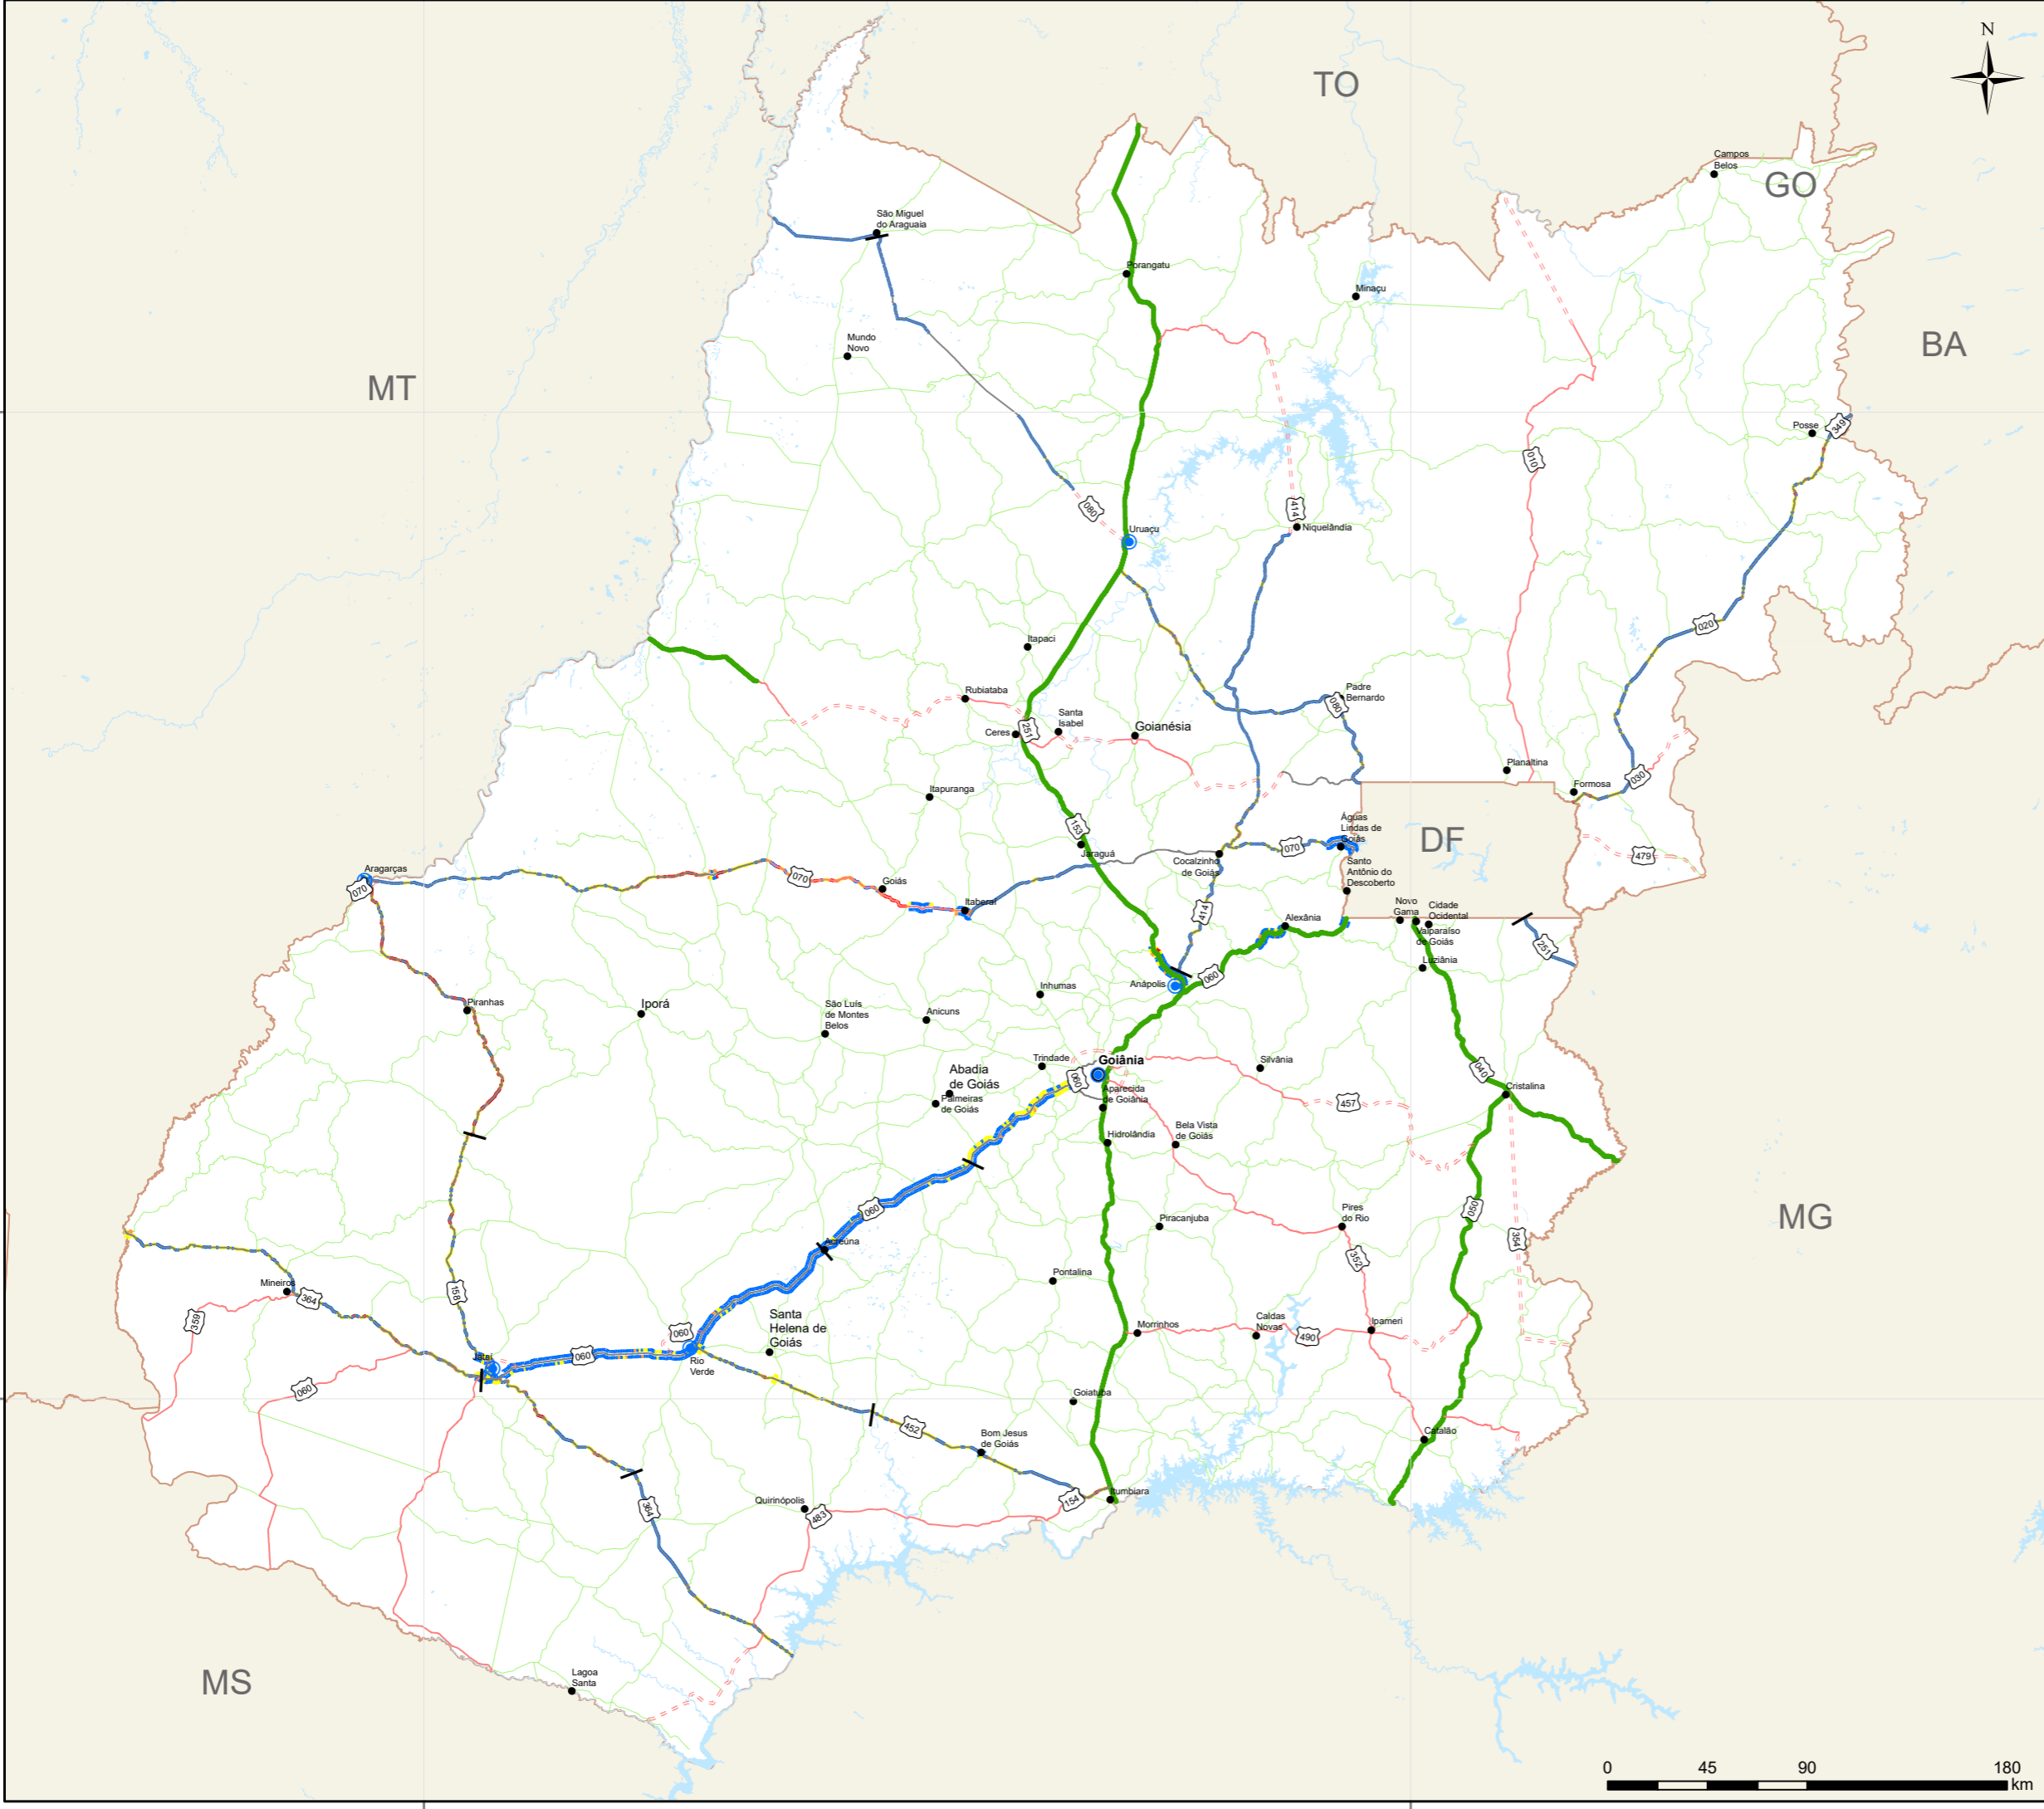 N
TO
Campos
Belos
GO
São Miguel
do Araguaia
Porangatu
Minaçu
BA
Mundo
Novo
MT
Posse
349
010
080
414
Uruaçu
Niquelândia
020
Itapaci
Rubiataba
Padre
Bernardo
080
Santa
Isabel
Goianésia
Ceres
251
Planaltina
030
Formosa
Itapuranga
153
Águas
Lindas de
Goiás
DF
Jaraguá
070
479
Cocalzinho
de Goiás
Santo
Antônio do
Descoberto
Aragarças
070
070
Goiás
Itaberaí
414
Novo
Gama
Cidade
Ocidental
Alexânia
Valparaíso
de Goiás
251
Luziânia
060
Anápolis
Inhumas
Piranhas
Iporá
São Luís
de Montes
Belos
Anicuns
Goiânia
Trindade
Silvânia
040
Abadia
de Goiás
060
Cristalina
Aparecida
de Goiânia
Palmeiras
de Goiás
457
Bela Vista
de Goiás
Hidrolândia
060
050
Piracanjuba
Pires
do Rio
MG
354
Acreúna
352
Pontalina
Mineiros
364
158
359
Santa
Helena de
Goiás
Caldas
Novas
Ipameri
Morrinhos
490
060
060
Jataí
Rio
Verde
060
Goiatuba
452
Bom Jesus
de Goiás
Catalão
Quirinópolis
154
Itumbiara
364
483
MS
Lagoa
Santa
0
45
90
180
km